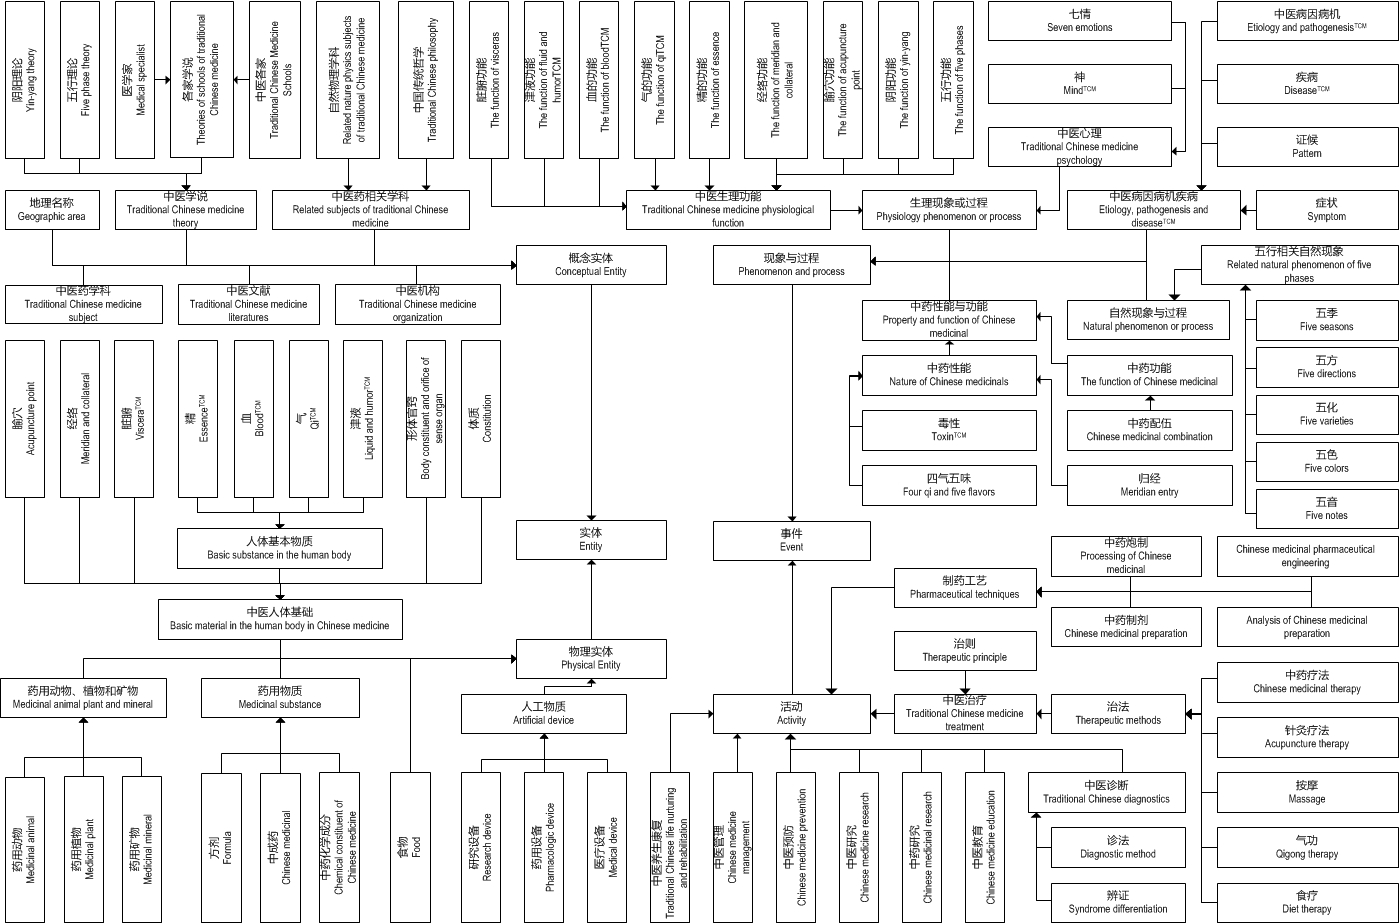 阴阳理论
Yin-yang theory
五行理论
Five phase theory
医学家
Medical specialist
各家学说
Theories of schools of traditional
Chinese medicine
中医各家
Traditional Chinese Medicine
Schools
自然物理学科
Related nature physics subjects
of traditional Chinese medicine
中国传统哲学
Traditional Chinese philosophy
脏腑功能
The function of visceras
津液功能
The function of fluid and
humorTCM
血的功能
The function of bloodTCM
气的功能
The function of qiTCM
精的功能
The function of essence
经络功能
The function of meridian and
collateral
腧穴功能
The function of acupuncture
point
阴阳功能
The function of yin-yang
五行功能
The function of five phases
七情
Seven emotions
神
MindTCM
中医心理
Traditional Chinese medicine
psychology
中医病因病机
Etiology and pathogenesisTCM
疾病
DiseaseTCM
证候
Pattern
地理名称
Geographic area
中医学说
Traditional Chinese medicine
theory
中医药相关学科
Related subjects of traditional Chinese
medicine
中医生理功能
Traditional Chinese medicine physiological
function
生理现象或过程
Physiology phenomenon or process
中医病因病机疾病
Etiology, pathogenesis and
diseaseTCM
症状
Symptom
概念实体
Conceptual Entity
现象与过程
Phenomenon and process
五行相关自然现象
Related natural phenomenon of five
phases
中医药学科
Traditional Chinese medicine
subject
中医文献
Traditional Chinese medicine
literatures
中医机构
Traditional Chinese medicine
organization
中药性能与功能
Property and function of Chinese
medicinal
自然现象与过程
Natural phenomenon or process
五季
Five seasons
五方
Five directions
五化
Five varieties
五色
Five colors
五音
Five notes
中药性能
Nature of Chinese medicinals
中药功能
The function of Chinese medicinal
毒性
ToxinTCM
中药配伍
Chinese medicinal combination
四气五味
Four qi and five flavors
归经
Meridian entry
腧穴
Acupuncture point
经络
Meridian and collateral
脏腑
VisceraTCM
精
EssenceTCM
血
BloodTCM
气
QiTCM
津液
Liquid and humorTCM
形体官窍
Body constituent and orifice of
sense organ
体质
Constitution
人体基本物质
Basic substance in the human body
实体
Entity
事件
Event
中药炮制
Processing of Chinese
medicinal
Chinese medicinal pharmaceutical
engineering
制药工艺
Pharmaceutical techniques
中医人体基础
Basic material in the human body in Chinese medicine
中药制剂
Chinese medicinal preparation
Analysis of Chinese medicinal
preparation
物理实体
Physical Entity
治则
Therapeutic principle
药用动物、植物和矿物
Medicinal animal plant and mineral
药用物质
Medicinal substance
人工物质
Artificial device
活动
Activity
中医治疗
Traditional Chinese medicine
treatment
治法
Therapeutic methods
中药疗法
Chinese medicinal therapy
针灸疗法
Acupuncture therapy
按摩
Massage
气功
Qigong therapy
食疗
Diet therapy
药用动物
Medicinal animal
药用植物
Medicinal plant
药用矿物
Medicinal mineral
方剂
Formula
中成药
Chinese medicinal
中药化学成分
Chemical constituent of
Chinese medicine
食物
Food
研究设备
Research device
药用设备
Pharmacologic device
医疗设备
Medical device
中医养生康复
Traditional Chinese life nurturing
and rehabilitation
中医管理
Chinese medicine
management
中医预防
Chinese medicine prevention
中医研究
Chinese medicine research
中药研究
Chinese medicinal research
中医教育
Chinese medicine education
中医诊断
Traditional Chinese diagnostics
诊法
Diagnostic method
辨证
Syndrome differentiation